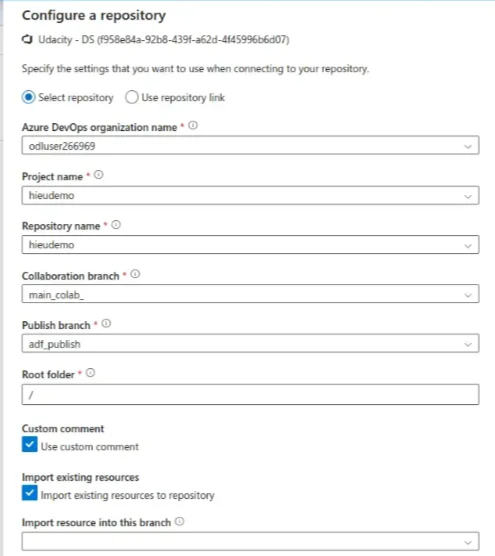 Configure a repository
Udacity - DS (f958e84a-92b8-439f-a62d-4f45996b6d07)
Specify the settings that you want to use when connecting to your repository.
Select repository Use repository link
Azure DevOps organization name *
odluser266969
Project name *
hieudemo
Repository name *
hieudemo
Collaboration branch *
main_colab_
Publish branch *
adf_publish
Root folder *
/
Custom comment
Use custom comment
Import existing resources
Import existing resources to repository
Import resource into this branch